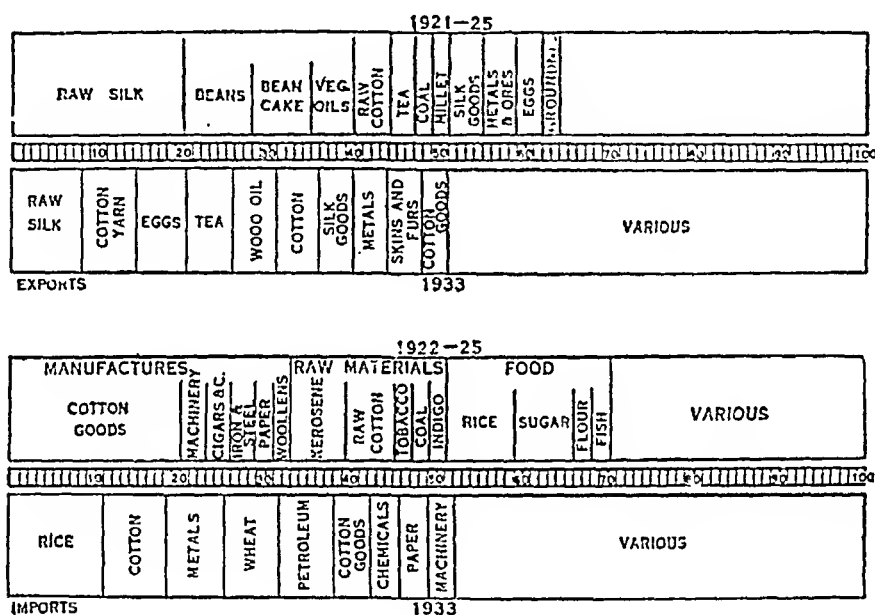 1921-25
RAW SILK
BEANS
BEAN CAKE
VEG. OILS
RAW COTTON
TEA
COAL
MILLET
SILK GOODS
METALS & ORES
EGGS
10 20 30 40 50 60 70 80 90 100
RAW SILK
COTTON YARN
EGGS
TEA
WOOD OIL
COTTON
SILK GOODS
METALS
SKINS AND FURS
COTTON GOODS
VARIOUS
EXPORTS
1933
1922-25
MANUFACTURES
RAW MATERIALS
FOOD
COTTON GOODS
MACHINERY
CIGARS &C.
IRON & STEEL
PAPER
WOOLLENS
KEROSENE
RAW COTTON
TOBACCO
COAL
INDIGO
RICE
SUGAR
FLOUR
FISH
VARIOUS
10 20 30 40 50 60 70 80 90 100
RICE
COTTON
METALS
WHEAT
PETROLEUM
COTTON GOODS
CHEMICALS
PAPER
MACHINERY
VARIOUS
IMPORTS
1933